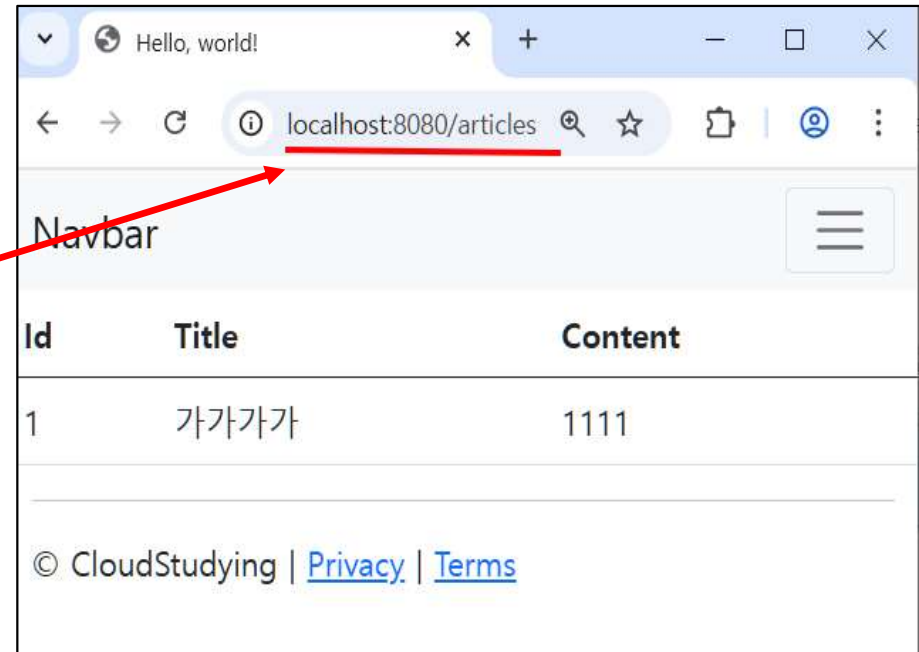 Hello, world!
localhost:8080/articles
Navbar
Id Title Content
1 가가가가 1111
© CloudStudying | Privacy | Terms